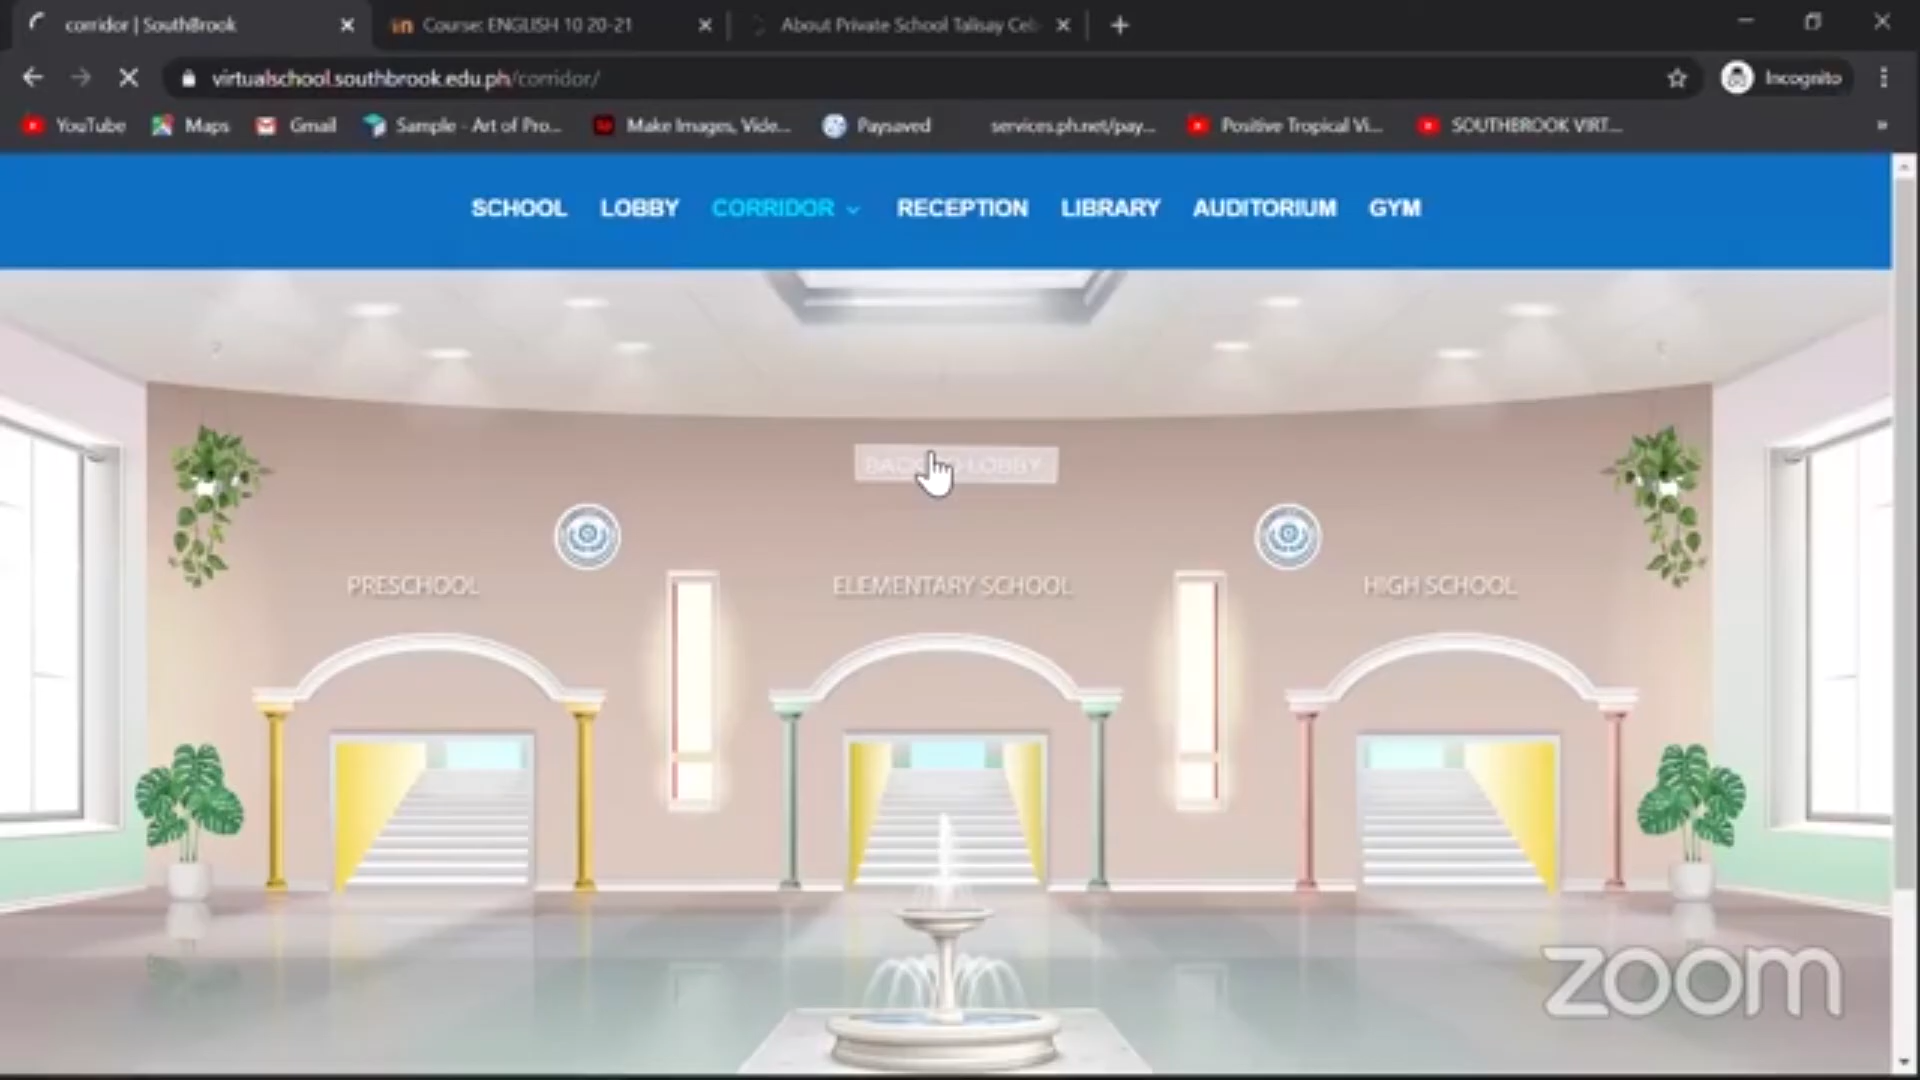 corridor | SouthBrook
Course: ENGLISH 10 20-21
About Private School Talisay Ceb
virtualschool.southbrook.edu.ph/corridor/
Incognito
YouTube
Maps
Gmail
Sample - Art of Pro...
Make Images, Vide...
Paysaved
services.ph.net/pay...
Positive Tropical Vi...
SOUTHBROOK VIRT...
SCHOOL
LOBBY
CORRIDOR
RECEPTION
LIBRARY
AUDITORIUM
GYM
BACK TO LOBBY
PRESCHOOL
ELEMENTARY SCHOOL
HIGH SCHOOL
zoom